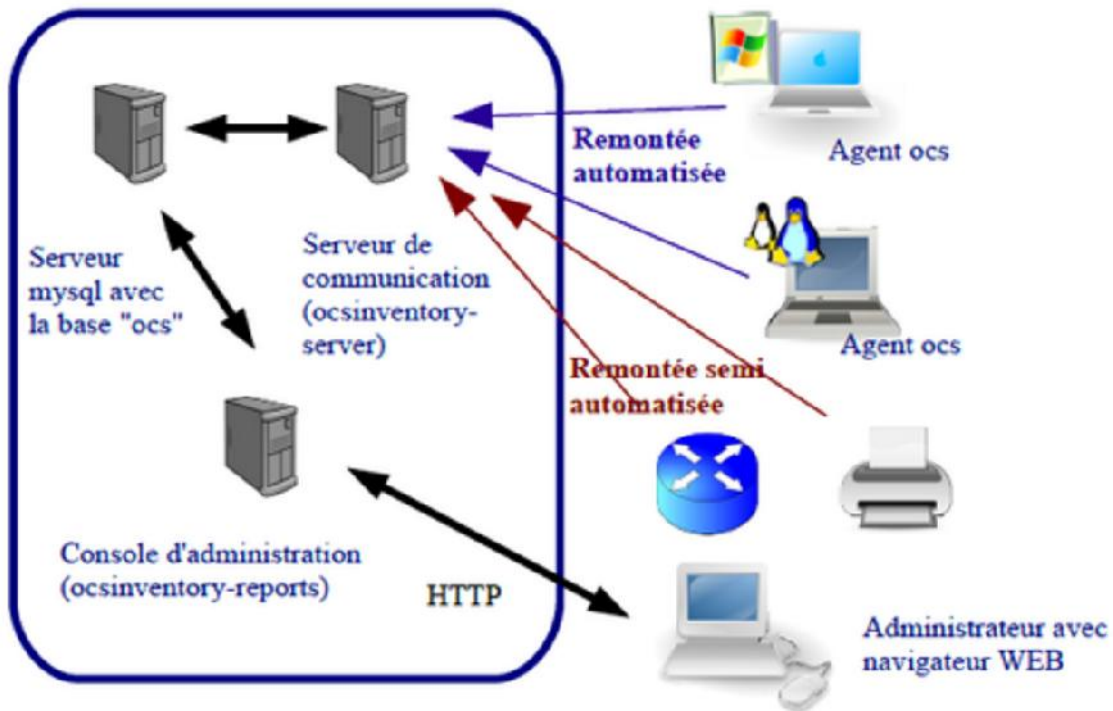 Remontée
automatisée
Agent ocs
Serveur
mysql avec
la base "ocs"
Serveur de
communication
(ocsinventory-
server)
Agent ocs
Remontée semi
automatisée
Console d'administration
(ocsinventory-reports)
HTTP
Administrateur avec
navigateur WEB